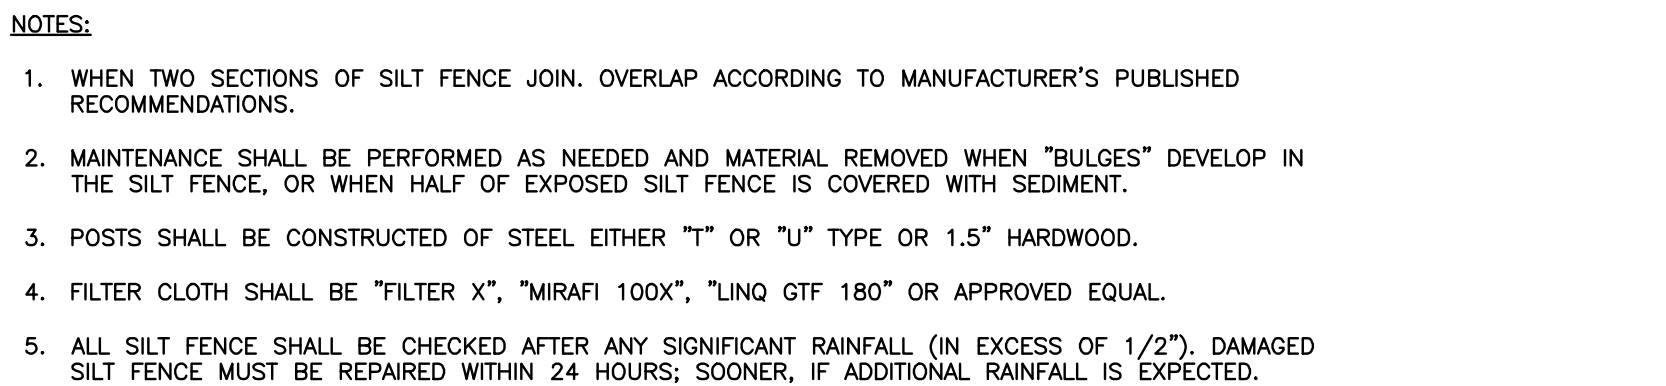 NOTES:
1. WHEN TWO SECTIONS OF SILT FENCE JOIN. OVERLAP ACCORDING TO MANUFACTURER'S PUBLISHED
RECOMMENDATIONS.
2. MAINTENANCE SHALL BE PERFORMED AS NEEDED AND MATERIAL REMOVED WHEN "BULGES" DEVELOP IN
THE SILT FENCE, OR WHEN HALF OF EXPOSED SILT FENCE IS COVERED WITH SEDIMENT.
3. POSTS SHALL BE CONSTRUCTED OF STEEL EITHER "T" OR "U" TYPE OR 1.5" HARDWOOD.
4. FILTER CLOTH SHALL BE "FILTER X", "MIRAFI 100X", "LINQ GTF 180" OR APPROVED EQUAL.
5. ALL SILT FENCE SHALL BE CHECKED AFTER ANY SIGNIFICANT RAINFALL (IN EXCESS OF 1/2"). DAMAGED
SILT FENCE MUST BE REPAIRED WITHIN 24 HOURS; SOONER, IF ADDITIONAL RAINFALL IS EXPECTED.